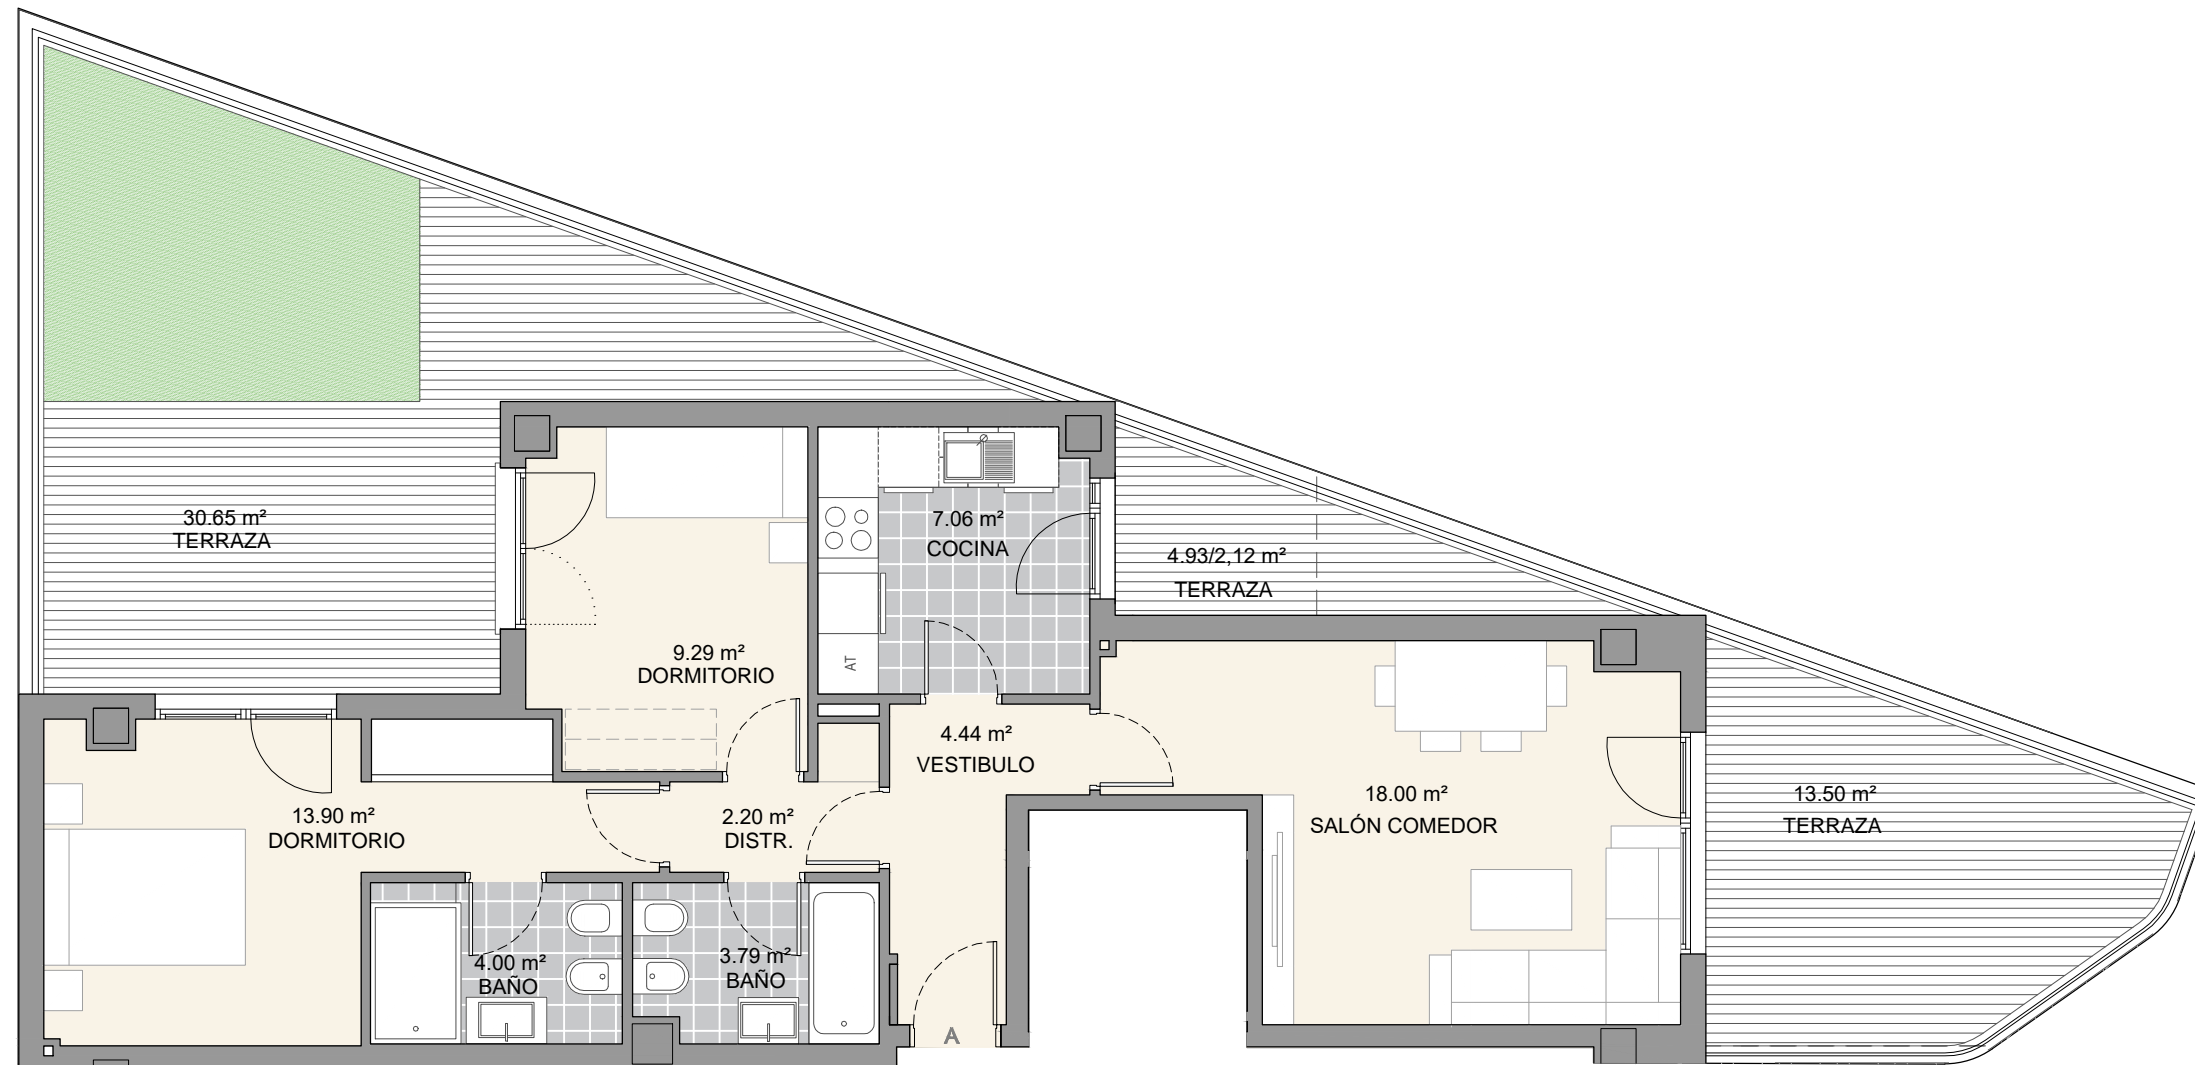 30.65 m²
TERRAZA
7.06 m²
COCINA
4.93/2,12 m²
TERRAZA
9.29 m²
DORMITORIO
AT
4.44 m²
VESTIBULO
13.90 m²
DORMITORIO
2.20 m²
DISTR.
18.00 m²
SALÓN COMEDOR
13.50 m²
TERRAZA
4.00 m²
BAÑO
3.79 m²
BAÑO
A